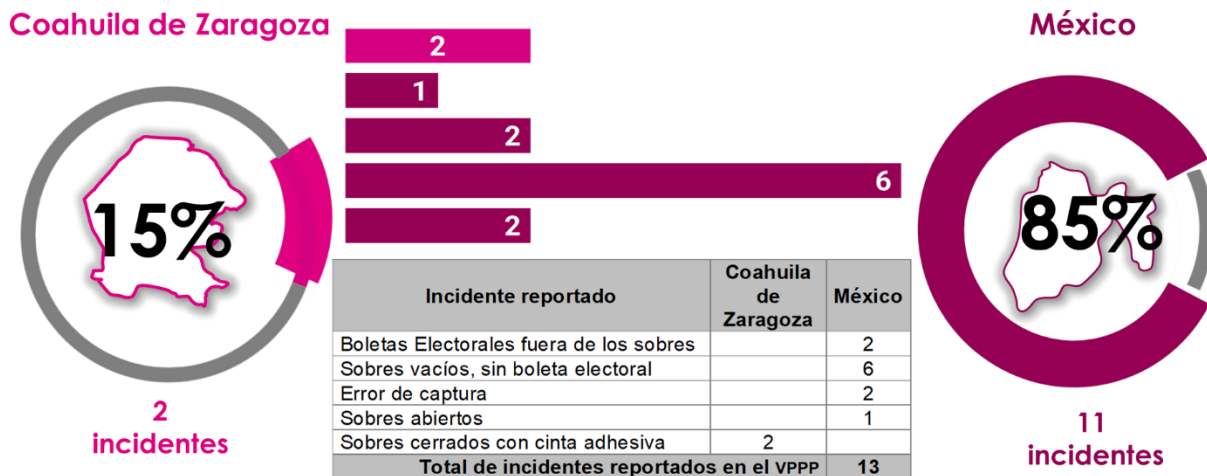 Coahuila de Zaragoza
México
2
1
2
6
2
15%
85%
2
incidentes
11
incidentes
Incidente reportado
Coahuila
de
Zaragoza
México
Boletas Electorales fuera de los sobres 2
Sobres vacíos, sin boleta electoral 6
Error de captura 2
Sobres abiertos 1
Sobres cerrados con cinta adhesiva 2
Total de incidentes reportados en el VPPP 13